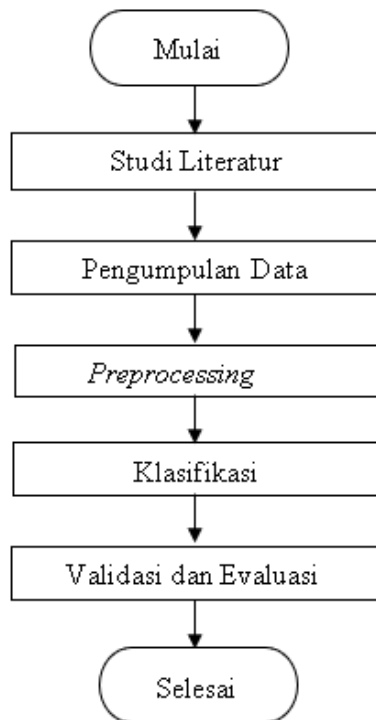 Mulai
Studi Literatur
Pengumpulan Data
Preprocessing
Klasifikasi
Validasi dan Evaluasi
Selesai